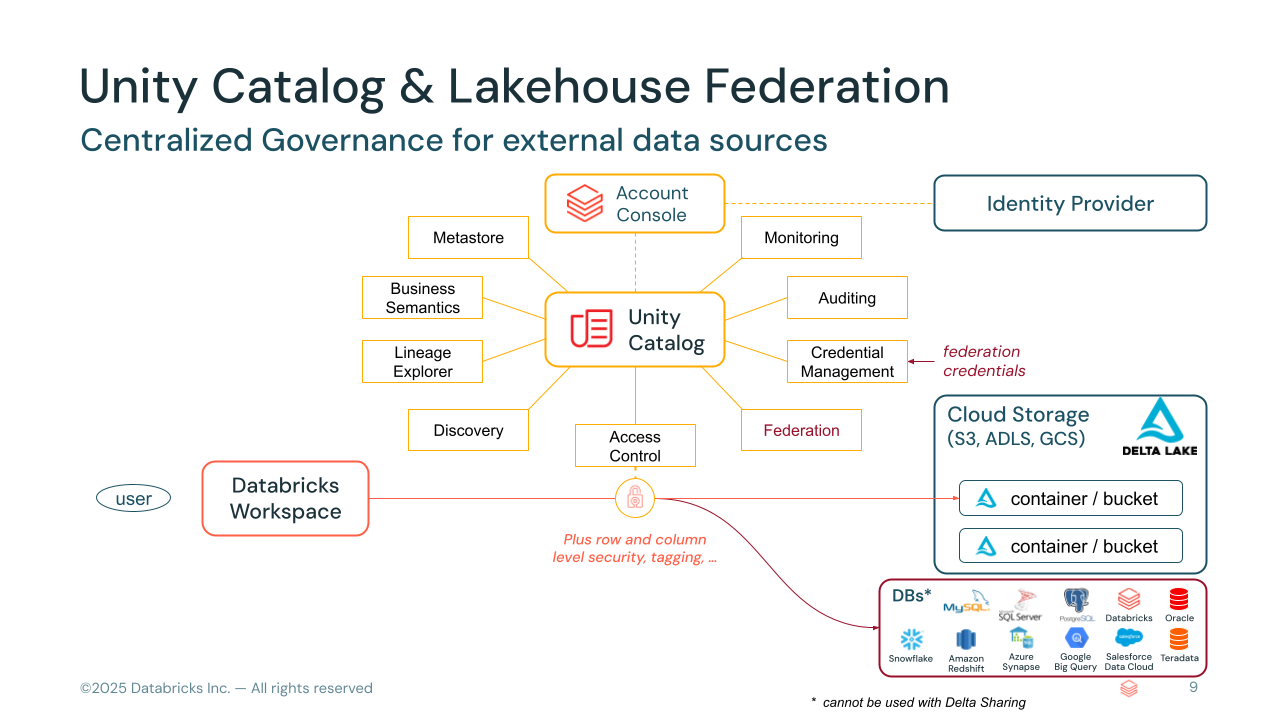 Unity Catalog & Lakehouse Federation
Centralized Governance for external data sources
Account
Console
Identity Provider
Metastore
Monitoring
Business
Semantics
Auditing
Unity
Catalog
Lineage
Explorer
Credential
Management
federation
credentials
Discovery
Access
Control
Federation
Cloud Storage
(S3, ADLS, GCS)
DELTA LAKE
user
Databricks
Workspace
container / bucket
container / bucket
Plus row and column
level security, tagging, …
DBs*
MySQL
Microsoft
SQL Server
PostgreSQL
Databricks
Oracle
Snowflake
Amazon
Redshift
Azure
Synapse
Google
Big Query
salesforce
Salesforce
Data Cloud
Teradata
©2025 Databricks Inc. — All rights reserved
9
* cannot be used with Delta Sharing